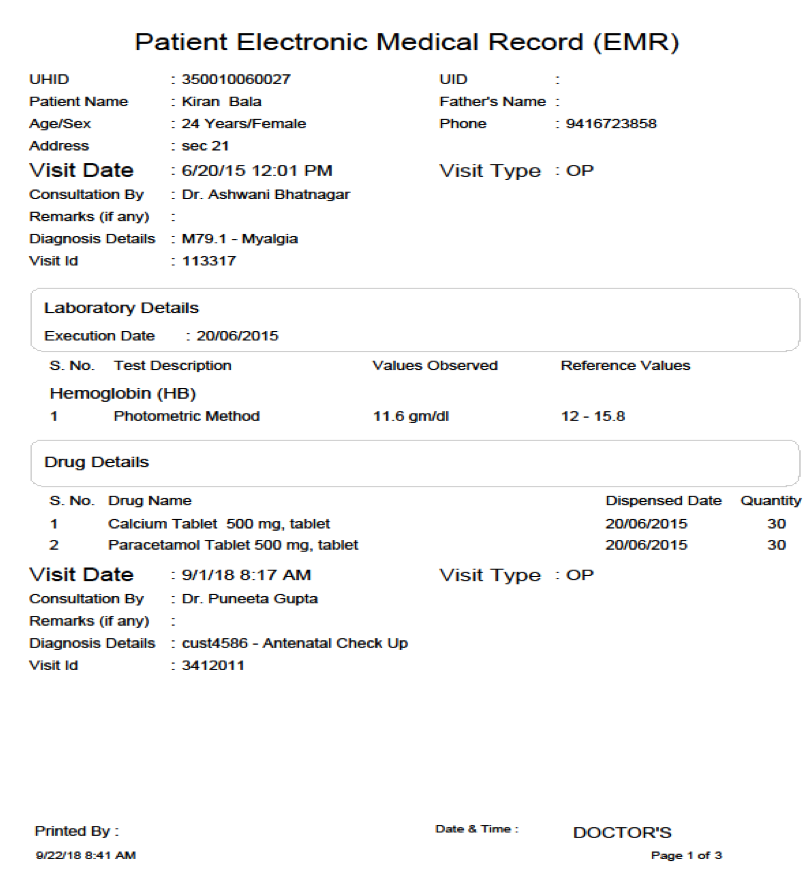 Patient Electronic Medical Record (EMR)
UHID : 350010060027 UID :
Patient Name : Kiran Bala Father's Name :
Age/Sex : 24 Years/Female Phone : 9416723858
Address : sec 21
Visit Date : 6/20/15 12:01 PM Visit Type : OP
Consultation By : Dr. Ashwani Bhatnagar
Remarks (if any) :
Diagnosis Details : M79.1 - Myalgia
Visit Id : 113317
Laboratory Details
Execution Date : 20/06/2015
S. No. Test Description Values Observed Reference Values
Hemoglobin (HB)
1 Photometric Method 11.6 gm/dl 12 - 15.8
Drug Details
S. No. Drug Name Dispensed Date Quantity
1 Calcium Tablet 500 mg, tablet 20/06/2015 30
2 Paracetamol Tablet 500 mg, tablet 20/06/2015 30
Visit Date : 9/1/18 8:17 AM Visit Type : OP
Consultation By : Dr. Puneeta Gupta
Remarks (if any) :
Diagnosis Details : cust4586 - Antenatal Check Up
Visit Id : 3412011
Printed By : Date & Time : DOCTOR'S
9/22/18 8:41 AM Page 1 of 3